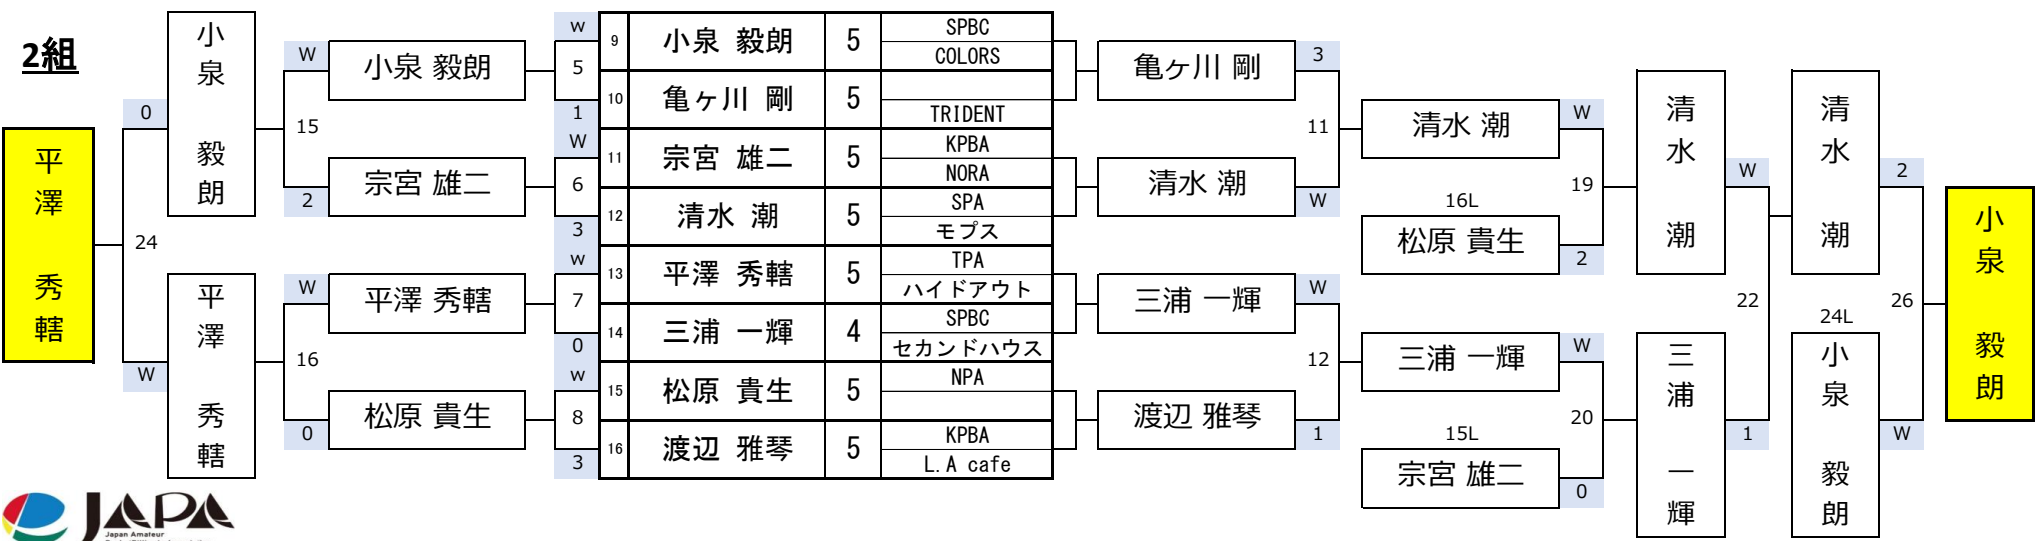 2組
平澤 秀轄
0
24
W
小泉 毅朗
平澤 秀轄
W
15
2
W
16
0
小泉 毅朗
宗宮 雄二
平澤 秀轄
松原 貴生
w
5
1
W
6
3
w
7
0
w
8
3
9 小泉 毅朗 5 SPBC COLORS
10 亀ヶ川 剛 5 TRIDENT
11 宗宮 雄二 5 KPBA NORA
12 清水 潮 5 SPA モプス
13 平澤 秀轄 5 TPA ハイドアウト
14 三浦 一輝 4 SPBC セカンドハウス
15 松原 貴生 5 NPA
16 渡辺 雅琴 5 KPBA L.A cafe
亀ヶ川 剛
清水 潮
三浦 一輝
渡辺 雅琴
3
11
W
W
12
1
清水 潮
16L
松原 貴生
三浦 一輝
15L
宗宮 雄二
W
19
2
W
20
0
清水 潮
三浦 一輝
W
22
1
清水 潮
24L
小泉 毅朗
2
26
W
小泉 毅朗
JAPA
Japan Amateur